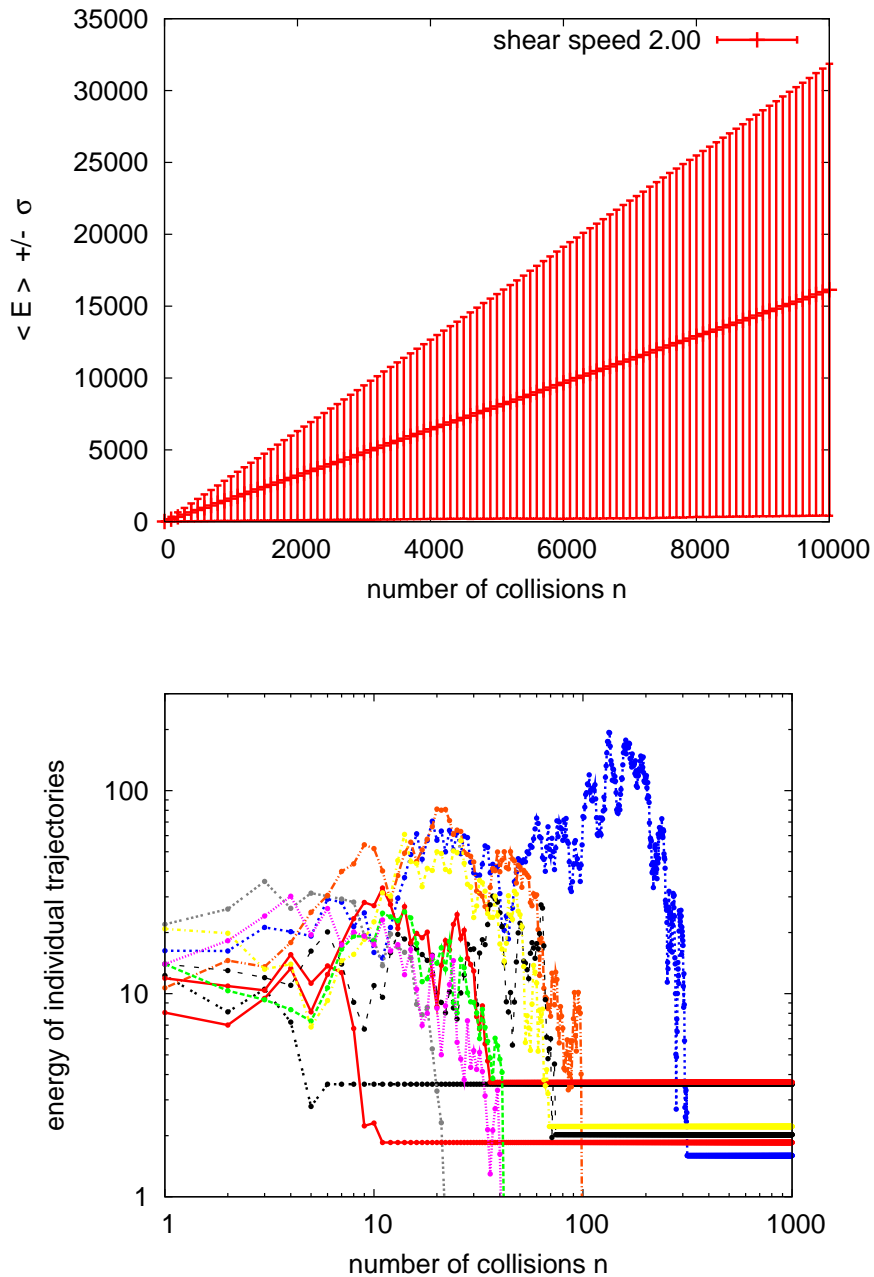 35000
30000
25000
20000
15000
10000
5000
0
shear speed 2.00
< E > +/- σ
0 2000 4000 6000 8000 10000
number of collisions n
100
10
1
energy of individual trajectories
1 10 100 1000
number of collisions n